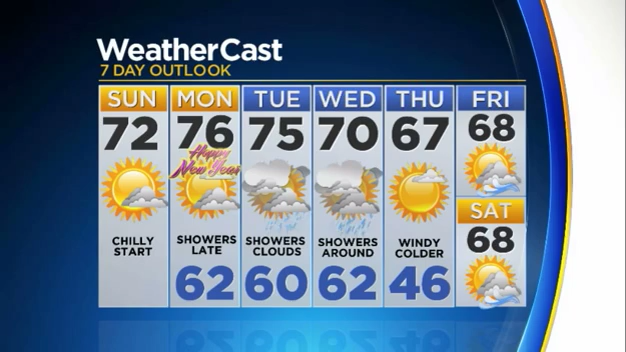 WeatherCast
7 DAY OUTLOOK
SUN
72
CHILLY
START
MON
76
Happy
New Year
SHOWERS
LATE
62
TUE
75
SHOWERS
CLOUDS
60
WED
70
SHOWERS
AROUND
62
THU
67
WINDY
COLDER
46
FRI
68
SAT
68